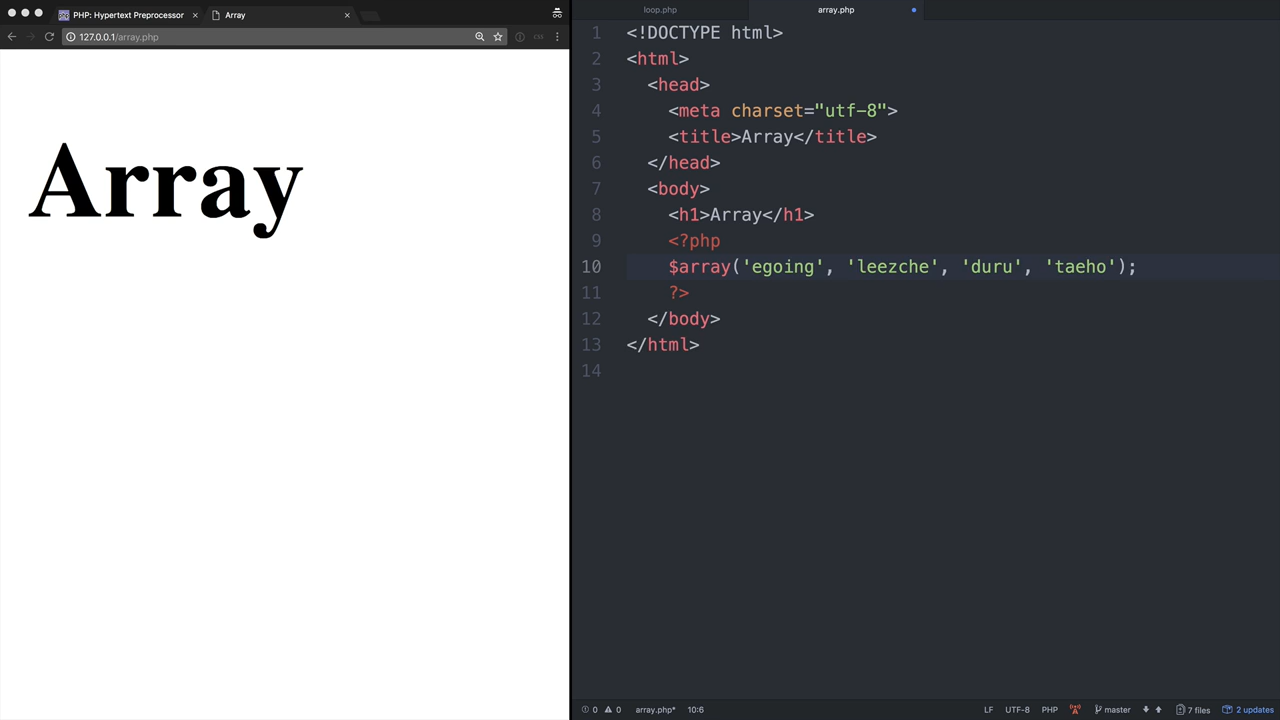 PHP: Hypertext Preprocessor
Array
127.0.0.1/array.php
Array
loop.php
array.php
1 <!DOCTYPE html>
2 <html>
3 <head>
4 <meta charset="utf-8">
5 <title>Array</title>
6 </head>
7 <body>
8 <h1>Array</h1>
9 <?php
10 $array('egoing', 'leezche', 'duru', 'taeho');
11 ?>
12 </body>
13 </html>
14
0 0 array.php* 10:6 LF UTF-8 PHP master 7 files 2 updates